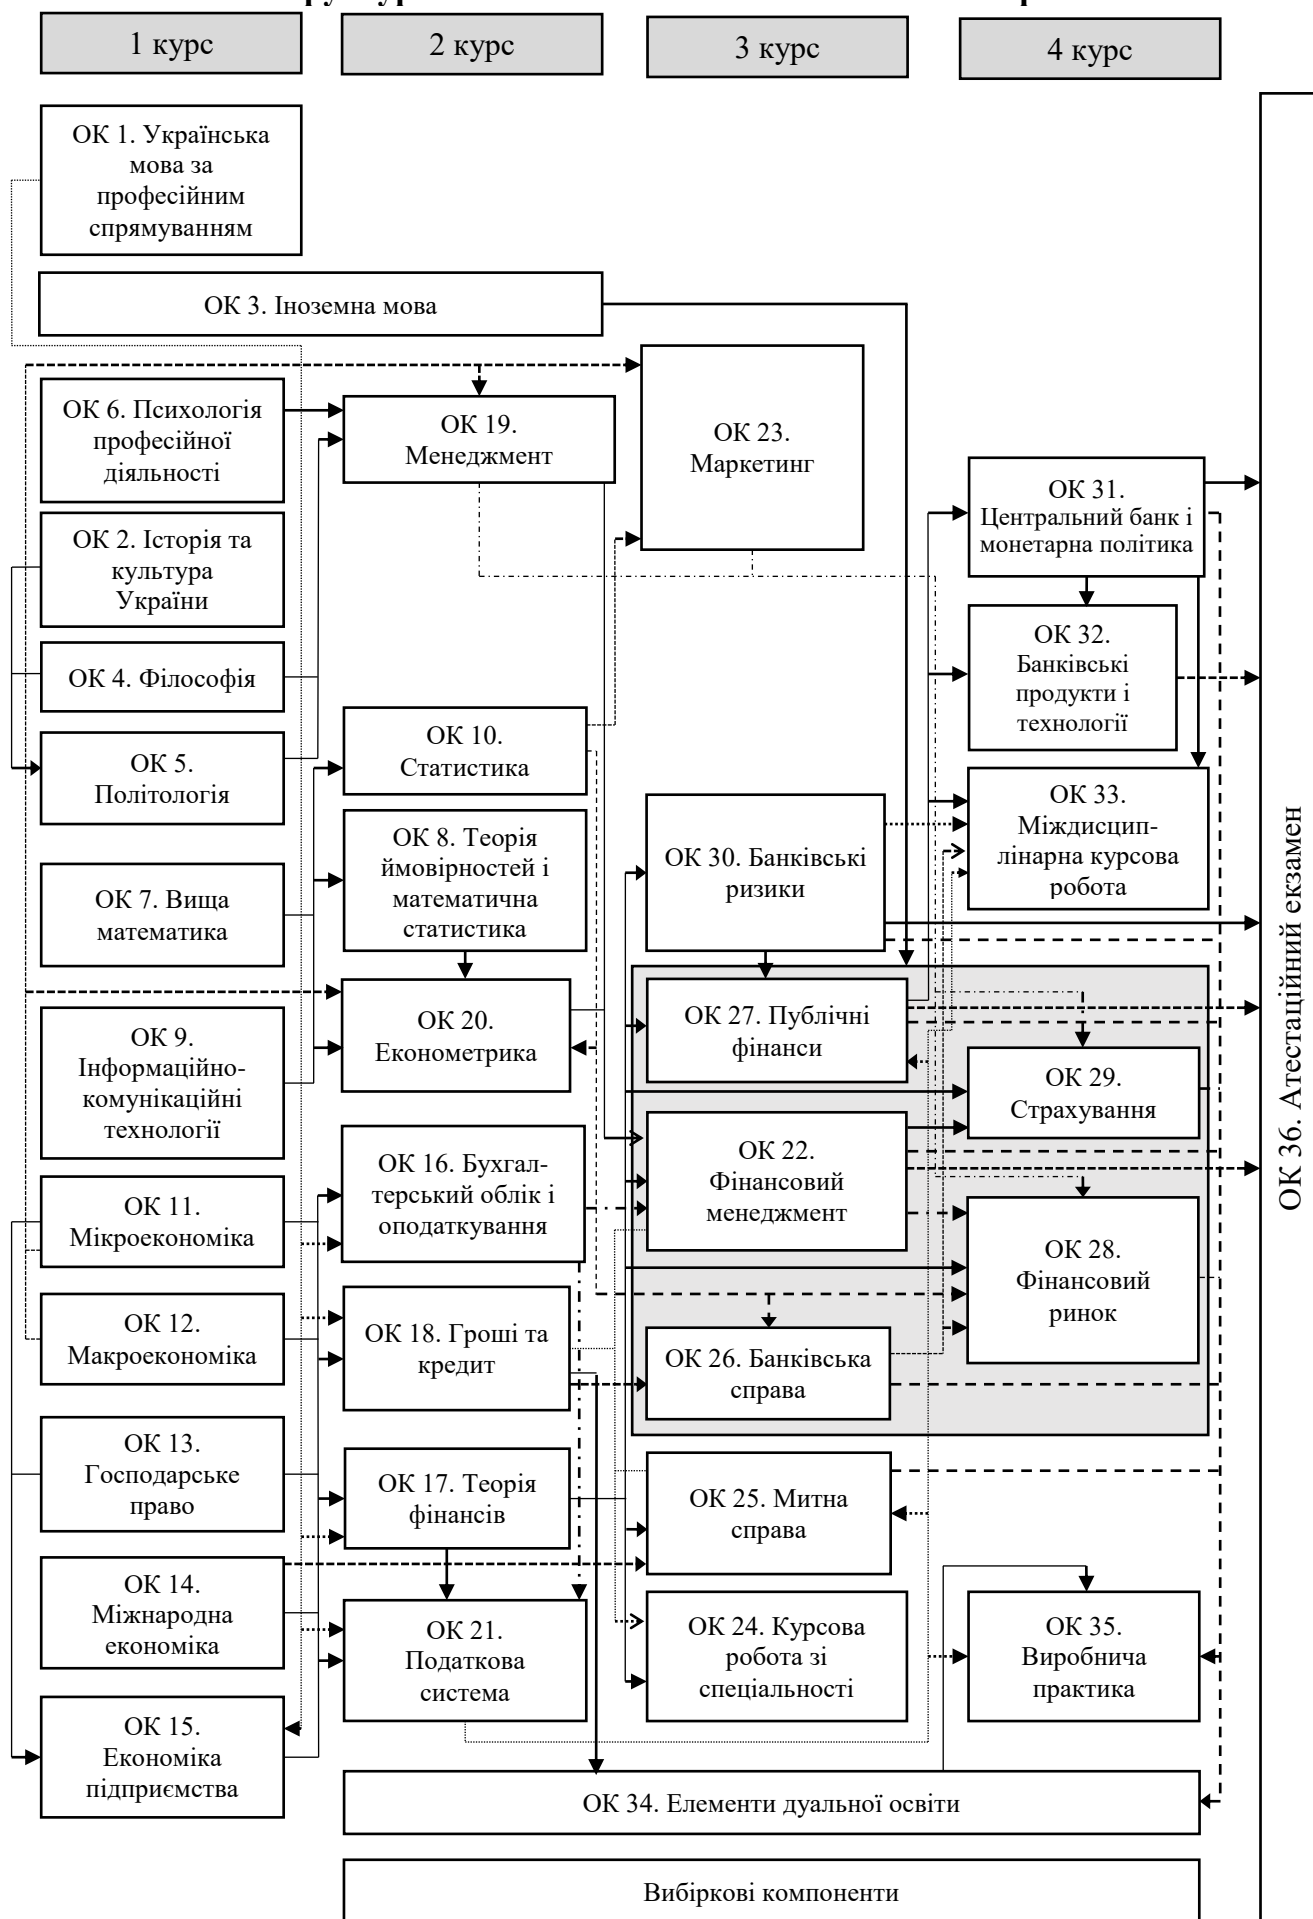 1 курс
2 курс
3 курс
4 курс
ОК 1. Українська
мова за
професійним
спрямуванням
ОК 3. Іноземна мова
ОК 6. Психологія
професійної
діяльності
ОК 19.
Менеджмент
ОК 23.
Маркетинг
ОК 31.
Центральний банк і
монетарна політика
ОК 2. Історія та
культура
України
ОК 4. Філософія
ОК 32.
Банківські
продукти і
технології
ОК 5.
Політологія
ОК 10.
Статистика
ОК 33.
Міждисцип-
лінарна курсова
робота
ОК 7. Вища
математика
ОК 8. Теорія
ймовірностей і
математична
статистика
ОК 30. Банківські
ризики
ОК 9.
Інформаційно-
комунікаційні
технології
ОК 20.
Економетрика
ОК 27. Публічні
фінанси
ОК 29.
Страхування
ОК 11.
Мікроекономіка
ОК 16. Бухгал-
терський облік і
оподаткування
ОК 22.
Фінансовий
менеджмент
ОК 28.
Фінансовий
ринок
ОК 12.
Макроекономіка
ОК 18. Гроші та
кредит
ОК 26. Банківська
справа
ОК 13.
Господарське
право
ОК 17. Теорія
фінансів
ОК 25. Митна
справа
ОК 14.
Міжнародна
економіка
ОК 21.
Податкова
система
ОК 24. Курсова
робота зі
спеціальності
ОК 35.
Виробнича
практика
ОК 15.
Економіка
підприємства
ОК 34. Елементи дуальної освіти
Вибіркові компоненти
ОК 36. Атестаційний екзамен